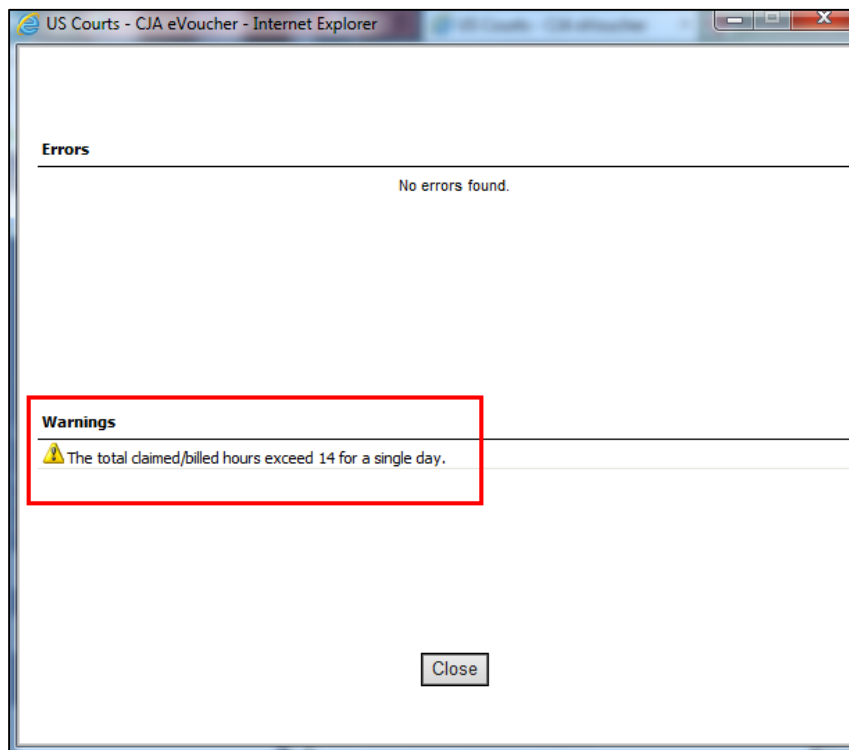 US Courts - CJA eVoucher - Internet Explorer
Errors
No errors found.
Warnings
The total claimed/billed hours exceed 14 for a single day.
Close